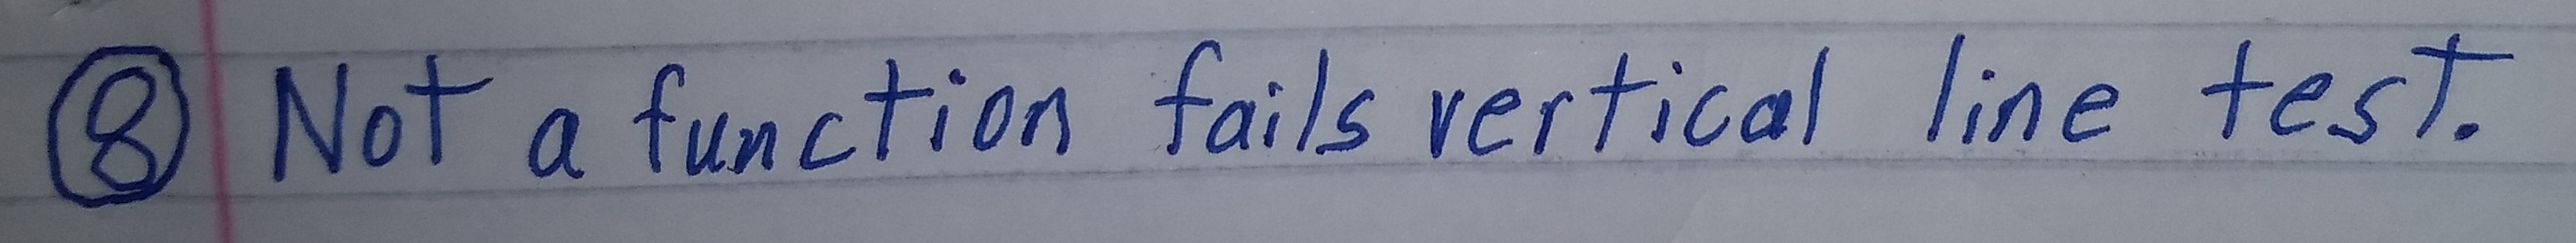 ⑧ Not a function fails vertical line test.